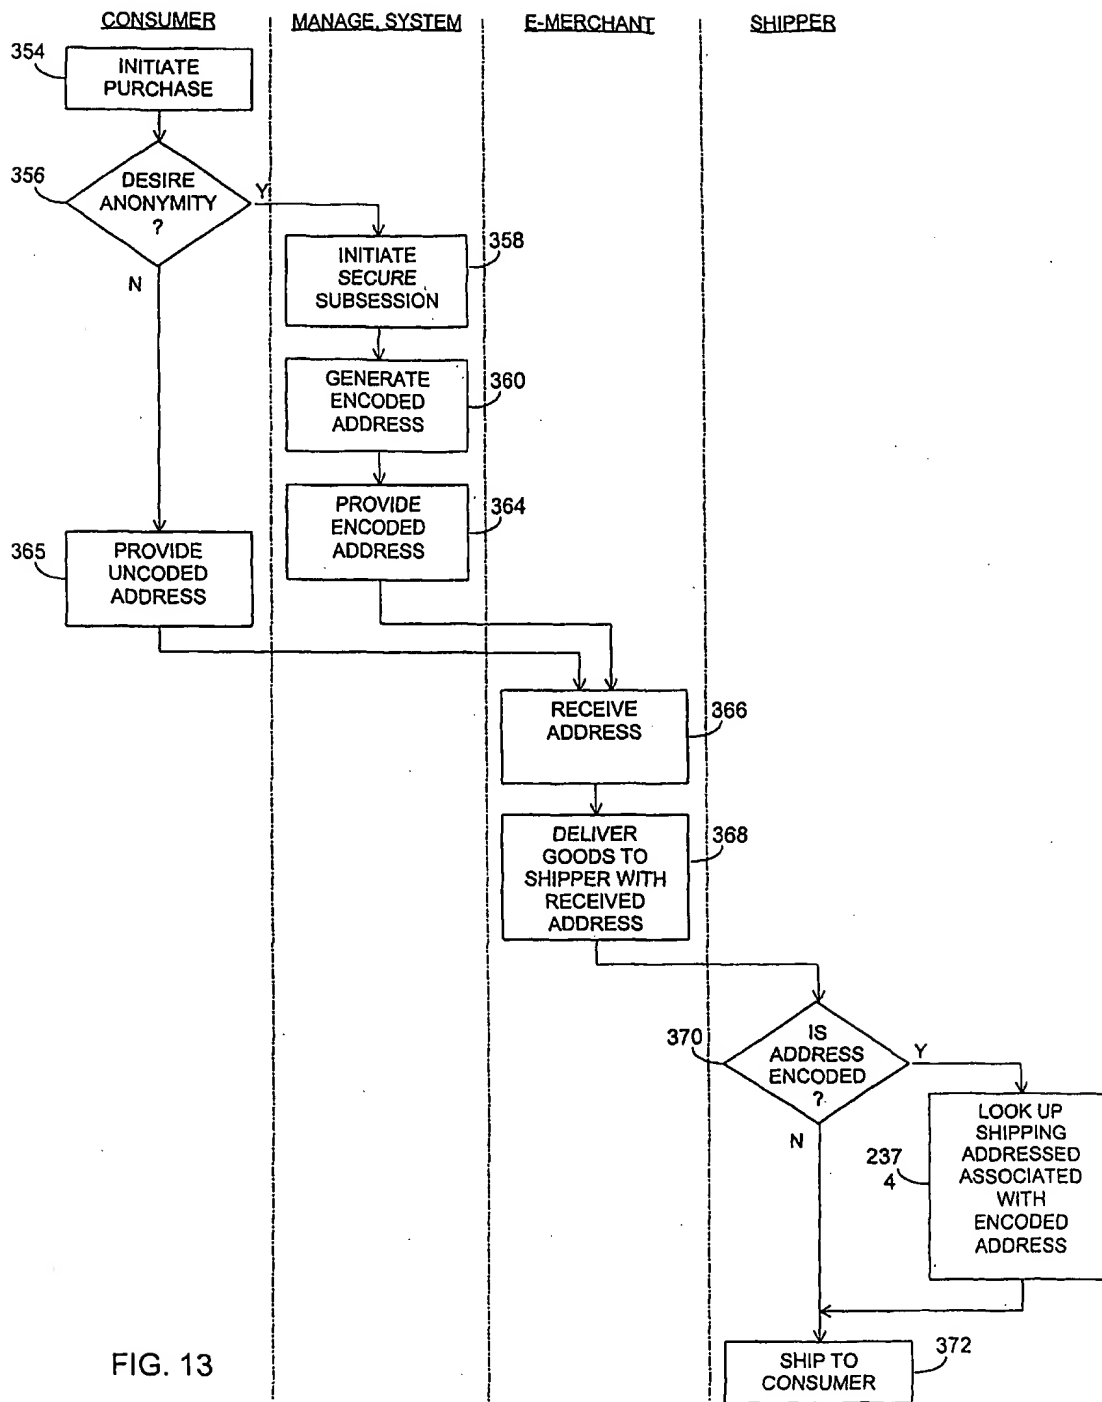 CONSUMER
MANAGE. SYSTEM
E-MERCHANT
SHIPPER
354
INITIATE
PURCHASE
356
DESIRE
ANONYMITY
?
Y
N
358
INITIATE
SECURE
SUBSESSION
360
GENERATE
ENCODED
ADDRESS
364
PROVIDE
ENCODED
ADDRESS
365
PROVIDE
UNCODED
ADDRESS
366
RECEIVE
ADDRESS
368
DELIVER
GOODS TO
SHIPPER WITH
RECEIVED
ADDRESS
370
IS
ADDRESS
ENCODED
?
Y
N
237
4
LOOK UP
SHIPPING
ADDRESSED
ASSOCIATED
WITH
ENCODED
ADDRESS
372
SHIP TO
CONSUMER
FIG. 13